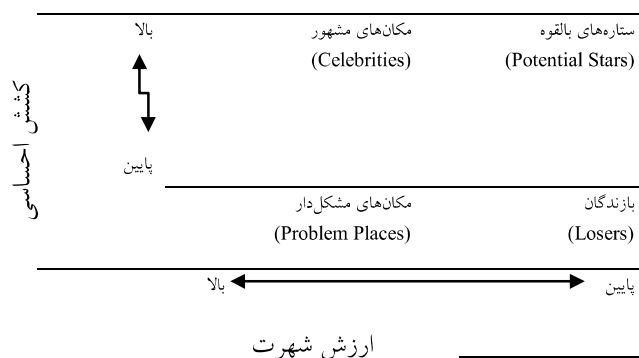 ستاره‌های بالقوه
(Potential Stars)
مکان‌های مشهور
(Celebrities)
بالا
کشش احساسی
پایین
بازندگان
(Losers)
مکان‌های مشکل‌دار
(Problem Places)
پایین
بالا
ارزش شهرت